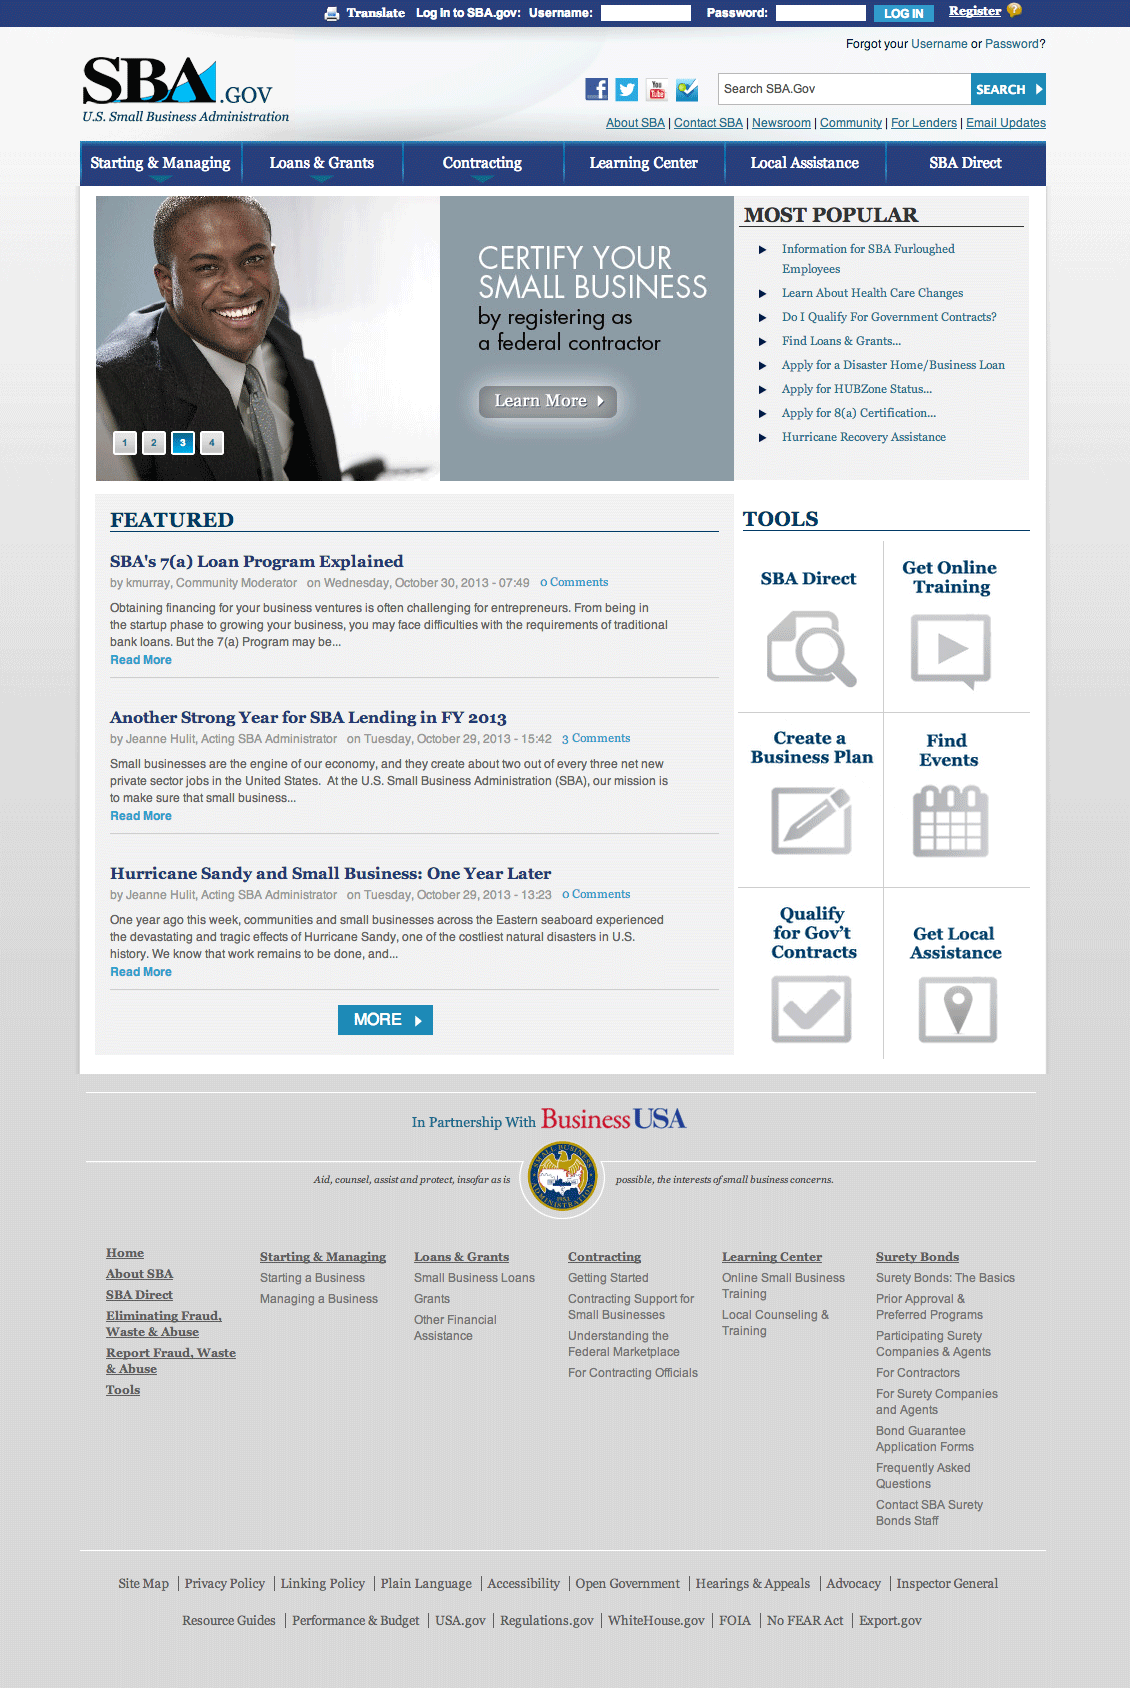 Translate Log in to SBA.gov: Username: Password: LOG IN Register ?
Forgot your Username or Password?
SBA.GOV
U.S. Small Business Administration
Search SBA.Gov SEARCH
About SBA | Contact SBA | Newsroom | Community | For Lenders | Email Updates
Starting & Managing Loans & Grants Contracting Learning Center Local Assistance SBA Direct
CERTIFY YOUR
SMALL BUSINESS
by registering as
a federal contractor
Learn More
1 2 3 4
MOST POPULAR
Information for SBA Furloughed
Employees
Learn About Health Care Changes
Do I Qualify For Government Contracts?
Find Loans & Grants...
Apply for a Disaster Home/Business Loan
Apply for HUBZone Status...
Apply for 8(a) Certification...
Hurricane Recovery Assistance
FEATURED
SBA's 7(a) Loan Program Explained
by kmurray, Community Moderator on Wednesday, October 30, 2013 - 07:49 0 Comments
Obtaining financing for your business ventures is often challenging for entrepreneurs. From being in
the startup phase to growing your business, you may face difficulties with the requirements of traditional
bank loans. But the 7(a) Program may be...
Read More
Another Strong Year for SBA Lending in FY 2013
by Jeanne Hulit, Acting SBA Administrator on Tuesday, October 29, 2013 - 15:42 3 Comments
Small businesses are the engine of our economy, and they create about two out of every three net new
private sector jobs in the United States. At the U.S. Small Business Administration (SBA), our mission is
to make sure that small business...
Read More
Hurricane Sandy and Small Business: One Year Later
by Jeanne Hulit, Acting SBA Administrator on Tuesday, October 29, 2013 - 13:23 0 Comments
One year ago this week, communities and small businesses across the Eastern seaboard experienced
the devastating and tragic effects of Hurricane Sandy, one of the costliest natural disasters in U.S.
history. We know that work remains to be done, and...
Read More
MORE
TOOLS
SBA Direct
Get Online
Training
Create a
Business Plan
Find
Events
Qualify
for Gov't
Contracts
Get Local
Assistance
In Partnership With BusinessUSA
Aid, counsel, assist and protect, insofar as is
SMALL BUSINESS
ADMINISTRATION
1953
possible, the interests of small business concerns.
Home
About SBA
SBA Direct
Eliminating Fraud,
Waste & Abuse
Report Fraud, Waste
& Abuse
Tools
Starting & Managing
Starting a Business
Managing a Business
Loans & Grants
Small Business Loans
Grants
Other Financial
Assistance
Contracting
Getting Started
Contracting Support for
Small Businesses
Understanding the
Federal Marketplace
For Contracting Officials
Learning Center
Online Small Business
Training
Local Counseling &
Training
Surety Bonds
Surety Bonds: The Basics
Prior Approval &
Preferred Programs
Participating Surety
Companies & Agents
For Contractors
For Surety Companies
and Agents
Bond Guarantee
Application Forms
Frequently Asked
Questions
Contact SBA Surety
Bonds Staff
Site Map | Privacy Policy | Linking Policy | Plain Language | Accessibility | Open Government | Hearings & Appeals | Advocacy | Inspector General
Resource Guides | Performance & Budget | USA.gov | Regulations.gov | WhiteHouse.gov | FOIA | No FEAR Act | Export.gov